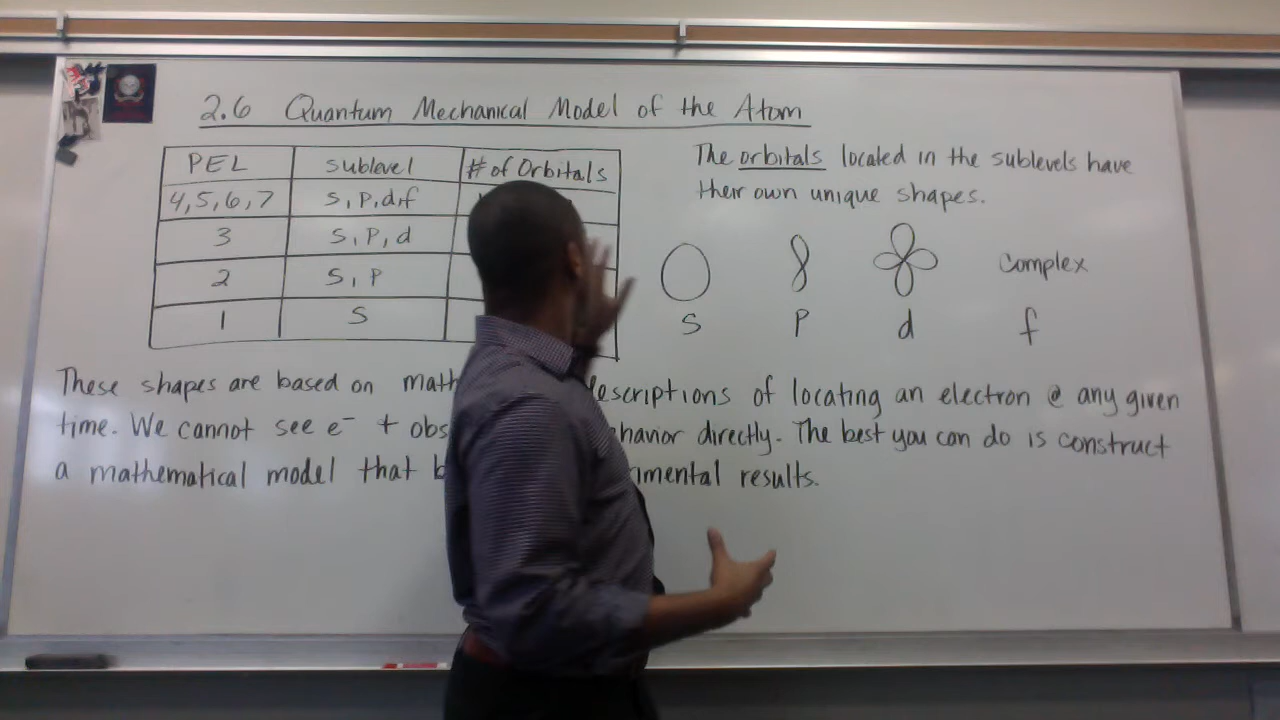 2.6 Quantum Mechanical Model of the Atom
PEL sublevel # of Orbitals
4,5,6,7 s,p,d,f
3 s,p,d
2 s,p
1 s
The orbitals located in the sublevels have
their own unique shapes.
complex
s p d f
These shapes are based on math descriptions of locating an electron @ any given
time. We cannot see e⁻ + directly. The best you can do is construct
a mathematical model that results.